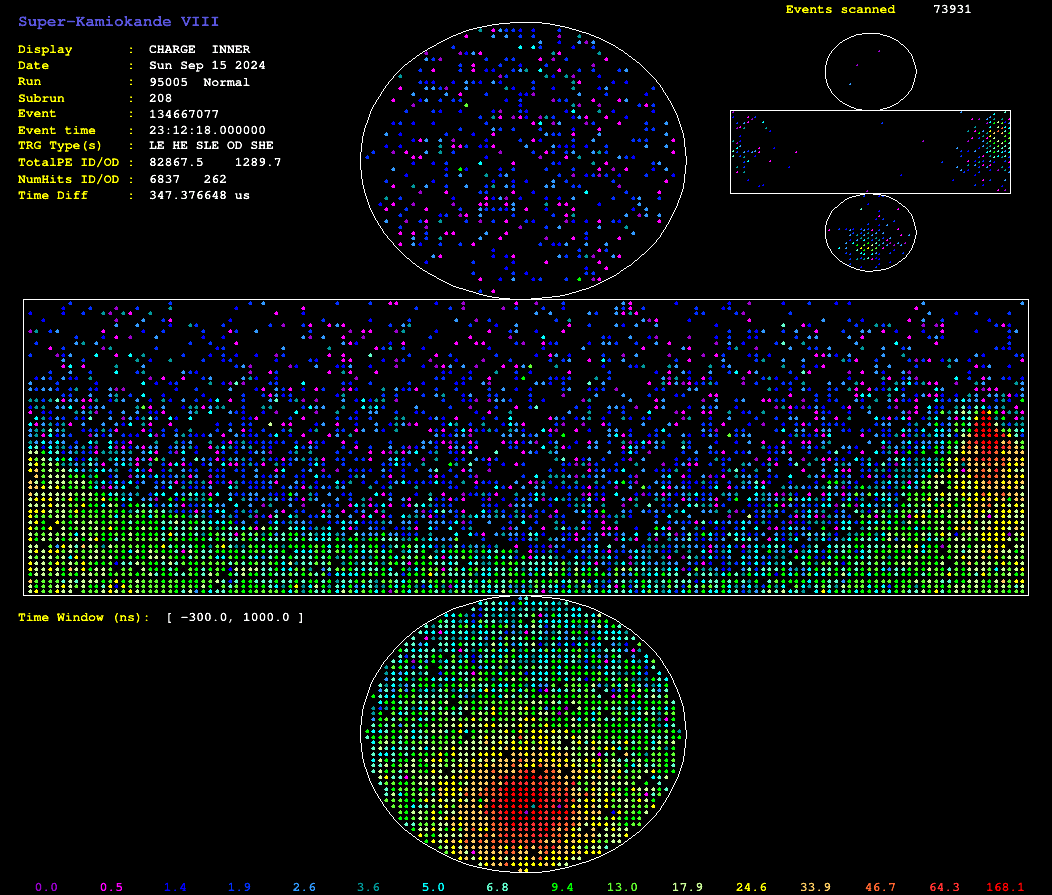 Super-Kamiokande VIII
Events scanned 73931
Display : CHARGE INNER
Date : Sun Sep 15 2024
Run : 95005 Normal
Subrun : 208
Event : 134667077
Event time : 23:12:18.000000
TRG Type(s) : LE HE SLE OD SHE
TotalPE ID/OD : 82867.5 1289.7
NumHits ID/OD : 6837 262
Time Diff : 347.376648 us
Time Window (ns): [ -300.0, 1000.0 ]
0.0 0.5 1.4 1.9 2.6 3.6 5.0 6.8 9.4 13.0 17.9 24.6 33.9 46.7 64.3 168.1